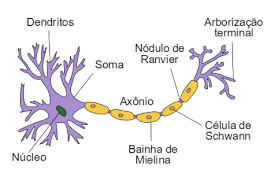 Dendritos
Arborização
terminal
Nódulo de
Ranvier
Soma
Axônio
Célula de
Schwann
Núcleo
Bainha de
Mielina